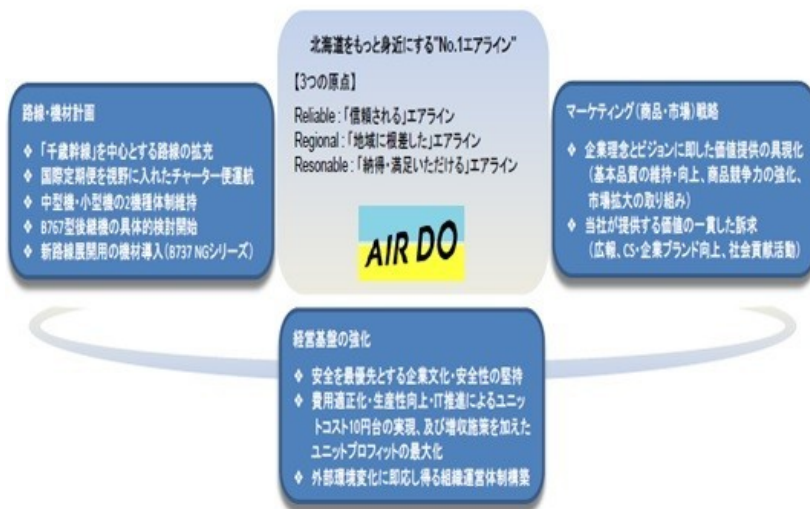 北海道をもっと身近にする"No.1エアライン"
【3つの原点】
Reliable：「信頼される」エアライン
Regional：「地域に根差した」エアライン
Resonable：「納得・満足いただける」エアライン
AIR DO
路線・機材計画
❖ 「千歳幹線」を中心とする路線の拡充
❖ 国際定期便を視野に入れたチャーター便運航
❖ 中型機・小型機の2機種体制維持
❖ B767型後継機の具体的検討開始
❖ 新路線展開用の機材導入（B737 NGシリーズ）
マーケティング（商品・市場）戦略
❖ 企業理念とビジョンに即した価値提供の具現化
（基本品質の維持・向上、商品競争力の強化、
市場拡大の取り組み）
❖ 当社が提供する価値の一貫した訴求
（広報、CS・企業ブランド向上、社会貢献活動）
経営基盤の強化
❖ 安全を最優先とする企業文化・安全性の堅持
❖ 費用適正化・生産性向上・IT推進によるユニッ
トコスト10円台の実現、及び増収施策を加えた
ユニットプロフィットの最大化
❖ 外部環境変化に即応し得る組織運営体制構築